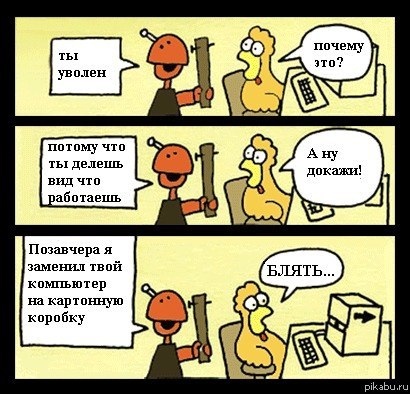 ты
уволен
почему
это?
потому что
ты делешь
вид что
работаешь
А ну
докажи!
Позавчера я
заменил твой
компьютер
на картонную
коробку
БЛЯТЬ...
pikabu.ru